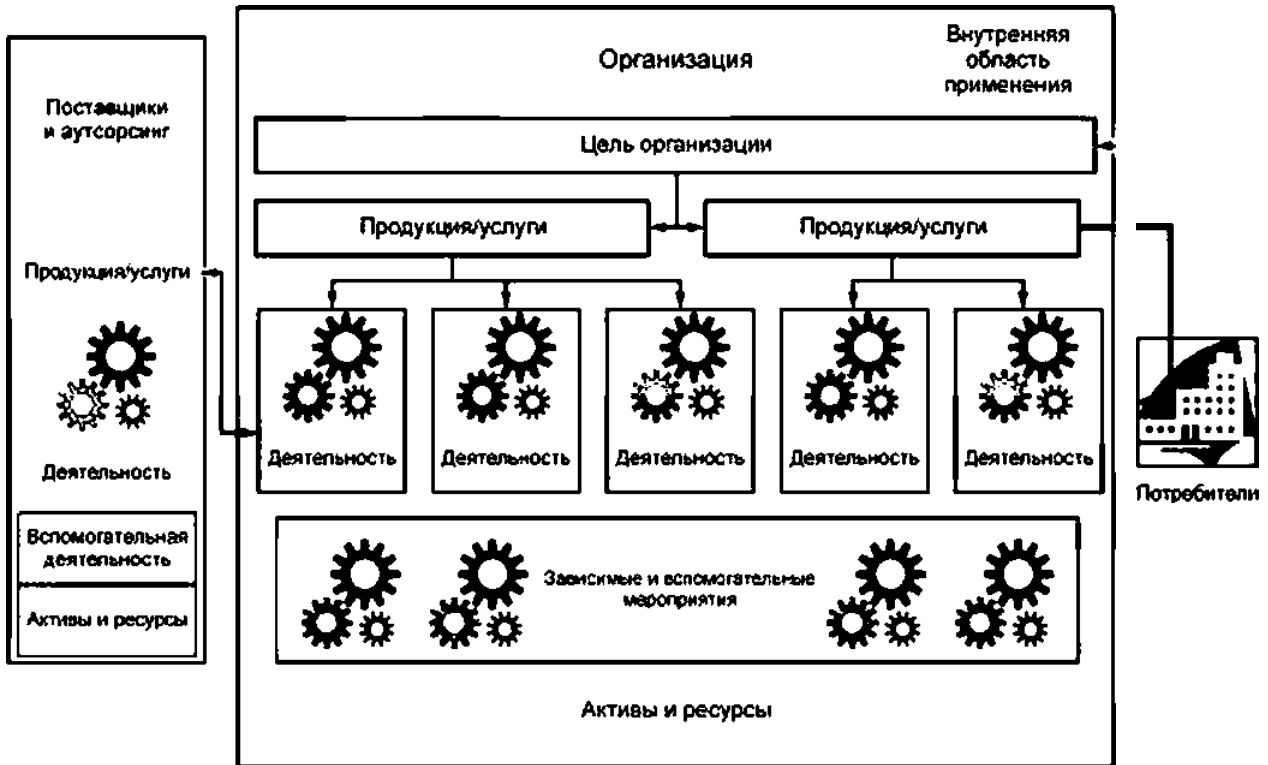 Организация
Внутренняя
область
применения
Поставщики
и аутсорсинг
Цель организации
Продукция/услуги
Продукция/услуги
Продукция/услуги
Деятельность
Деятельность
Деятельность
Деятельность
Деятельность
Деятельность
Потребители
Вспомогательная
деятельность
Активы и ресурсы
Зависимые и вспомогательные
мероприятия
Активы и ресурсы